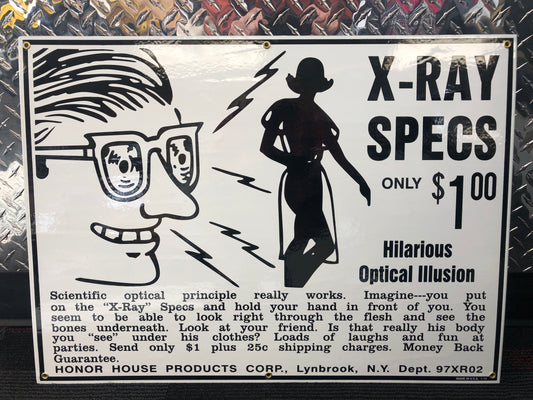 X-RAY
SPECS
ONLY $1.00
Hilarious
Optical Illusion
Scientific optical principle really works. Imagine---you put
on the "X-Ray" Specs and hold your hand in front of you. You
seem to be able to look right through the flesh and see the
bones underneath. Look at your friend. Is that really his body
you "see" under his clothes? Loads of laughs and fun at
parties. Send only $1 plus 25c shipping charges. Money Back
Guarantee.
HONOR HOUSE PRODUCTS CORP., Lynbrook, N.Y. Dept. 97XR02